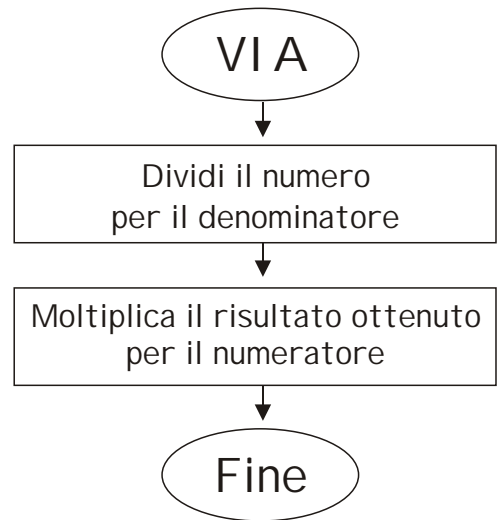 VIA
Dividi il numero
per il denominatore
Moltiplica il risultato ottenuto
per il numeratore
Fine